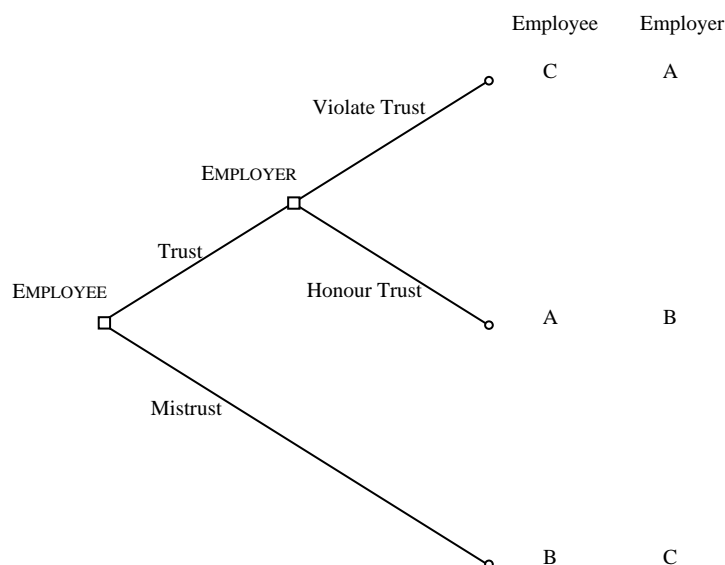 Employee Employer
C A
Violate Trust
EMPLOYER
Trust
Honour Trust
EMPLOYEE
A B
Mistrust
B C